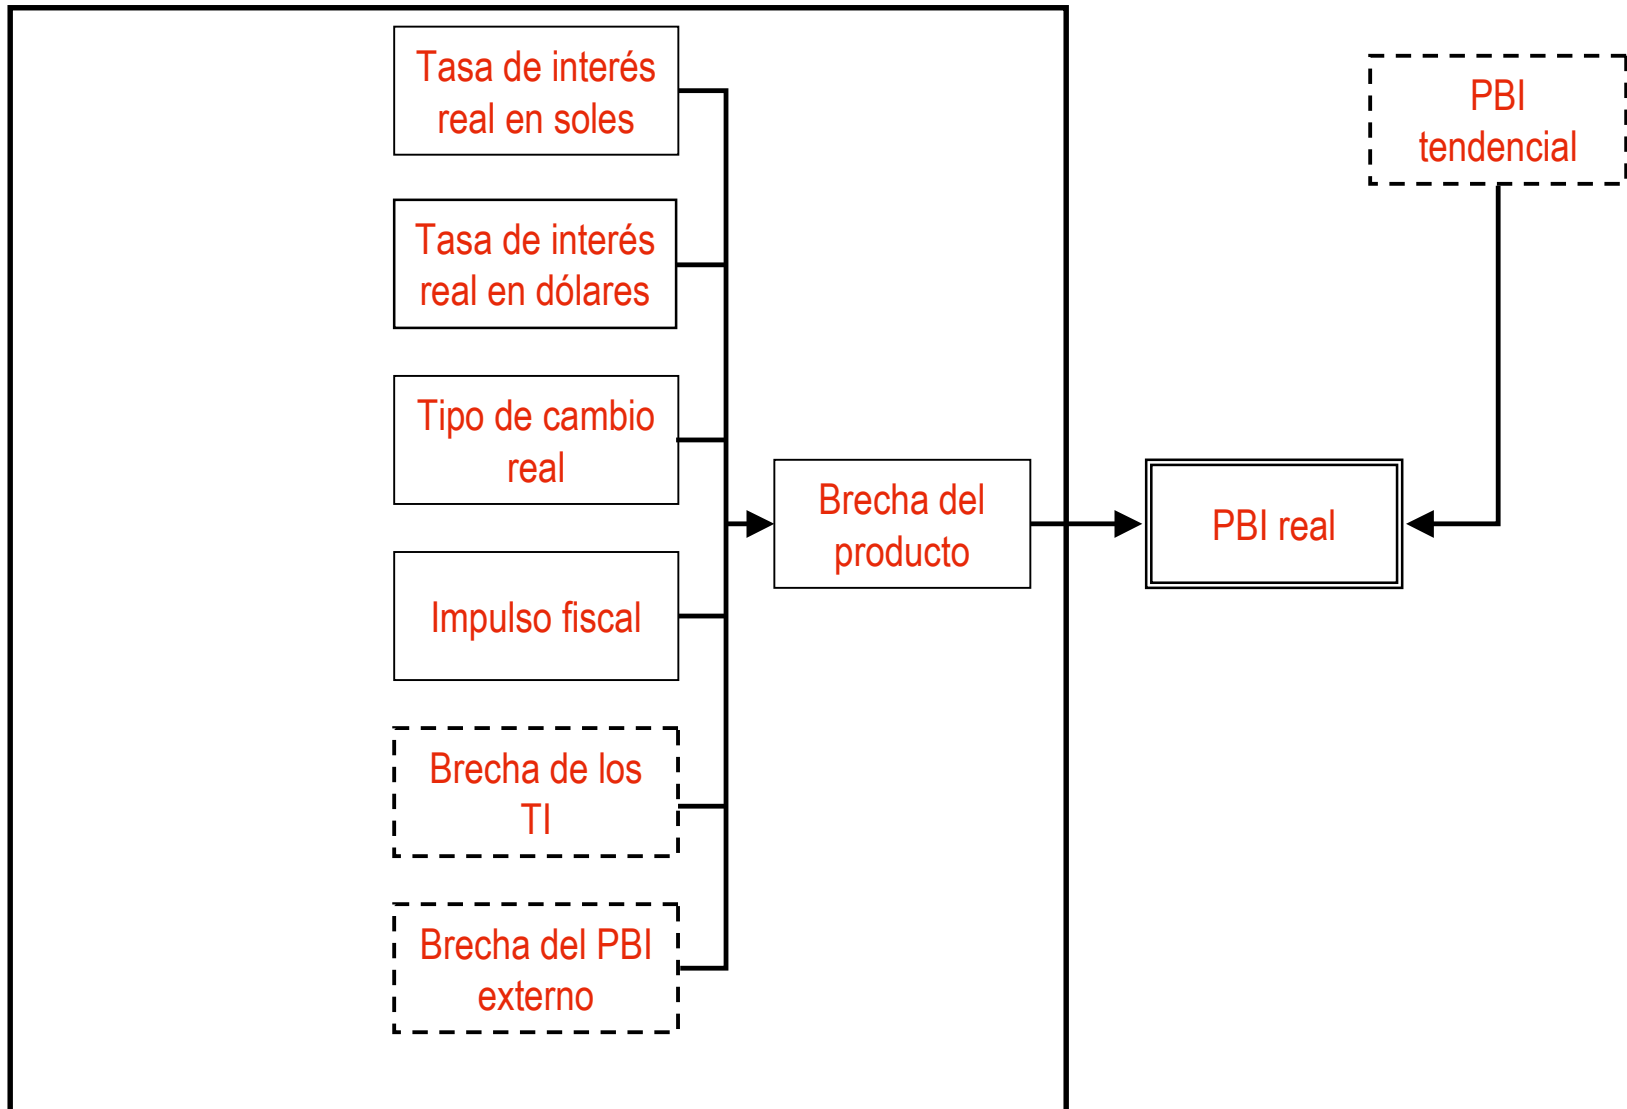 Tasa de interés
real en soles
PBI
tendencial
Tasa de interés
real en dólares
Tipo de cambio
real
Brecha del
producto
PBI real
Impulso fiscal
Brecha de los
TI
Brecha del PBI
externo